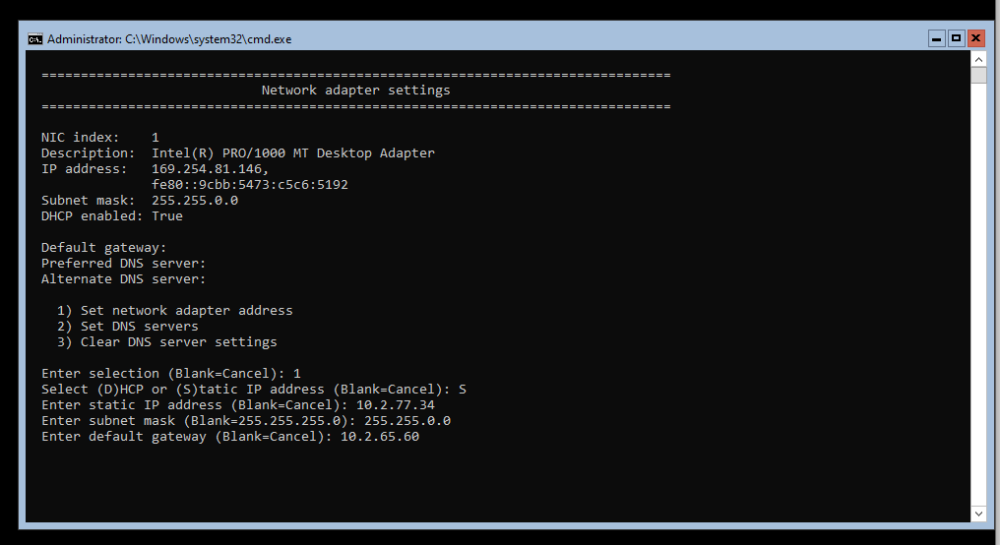 Administrator: C:\Windows\system32\cmd.exe
================================================================================
Network adapter settings
================================================================================
NIC index: 1
Description: Intel(R) PRO/1000 MT Desktop Adapter
IP address: 169.254.81.146,
fe80::9cbb:5473:c5c6:5192
Subnet mask: 255.255.0.0
DHCP enabled: True
Default gateway:
Preferred DNS server:
Alternate DNS server:
1) Set network adapter address
2) Set DNS servers
3) Clear DNS server settings
Enter selection (Blank=Cancel): 1
Select (D)HCP or (S)tatic IP address (Blank=Cancel): S
Enter static IP address (Blank=Cancel): 10.2.77.34
Enter subnet mask (Blank=255.255.255.0): 255.255.0.0
Enter default gateway (Blank=Cancel): 10.2.65.60